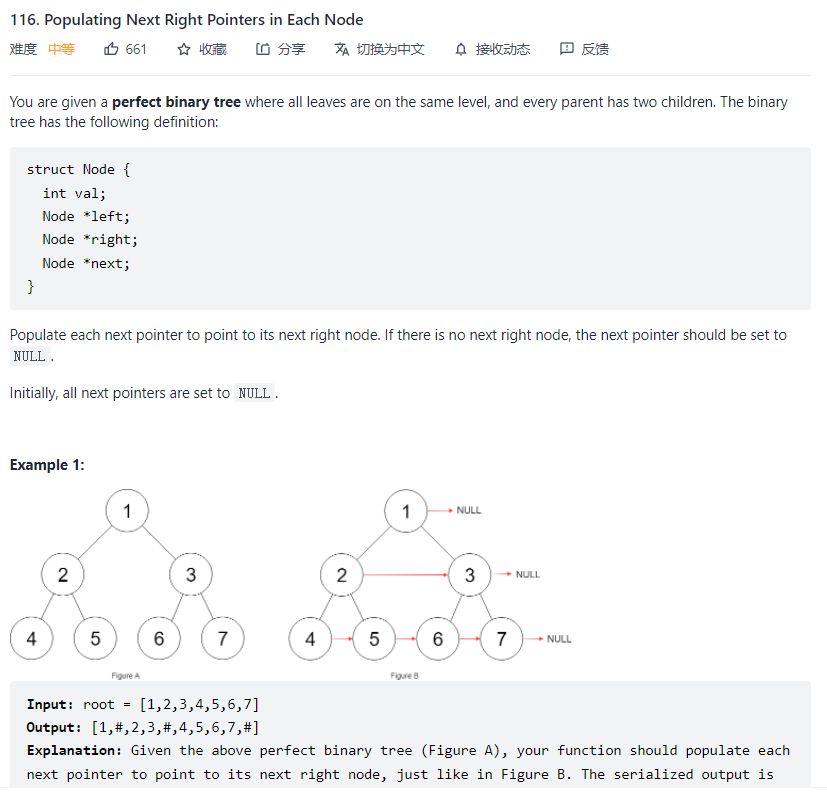 116. Populating Next Right Pointers in Each Node
难度 中等 661 收藏 分享 切换为中文 接收动态 反馈
You are given a perfect binary tree where all leaves are on the same level, and every parent has two children. The binary
tree has the following definition:
struct Node {
int val;
Node *left;
Node *right;
Node *next;
}
Populate each next pointer to point to its next right node. If there is no next right node, the next pointer should be set to
NULL .
Initially, all next pointers are set to NULL .
Example 1:
1 1 NULL
2 3 2 3 NULL
4 5 6 7 4 5 6 7 NULL
Figure A Figure B
Input: root = [1,2,3,4,5,6,7]
Output: [1,#,2,3,#,4,5,6,7,#]
Explanation: Given the above perfect binary tree (Figure A), your function should populate each
next pointer to point to its next right node, just like in Figure B. The serialized output is